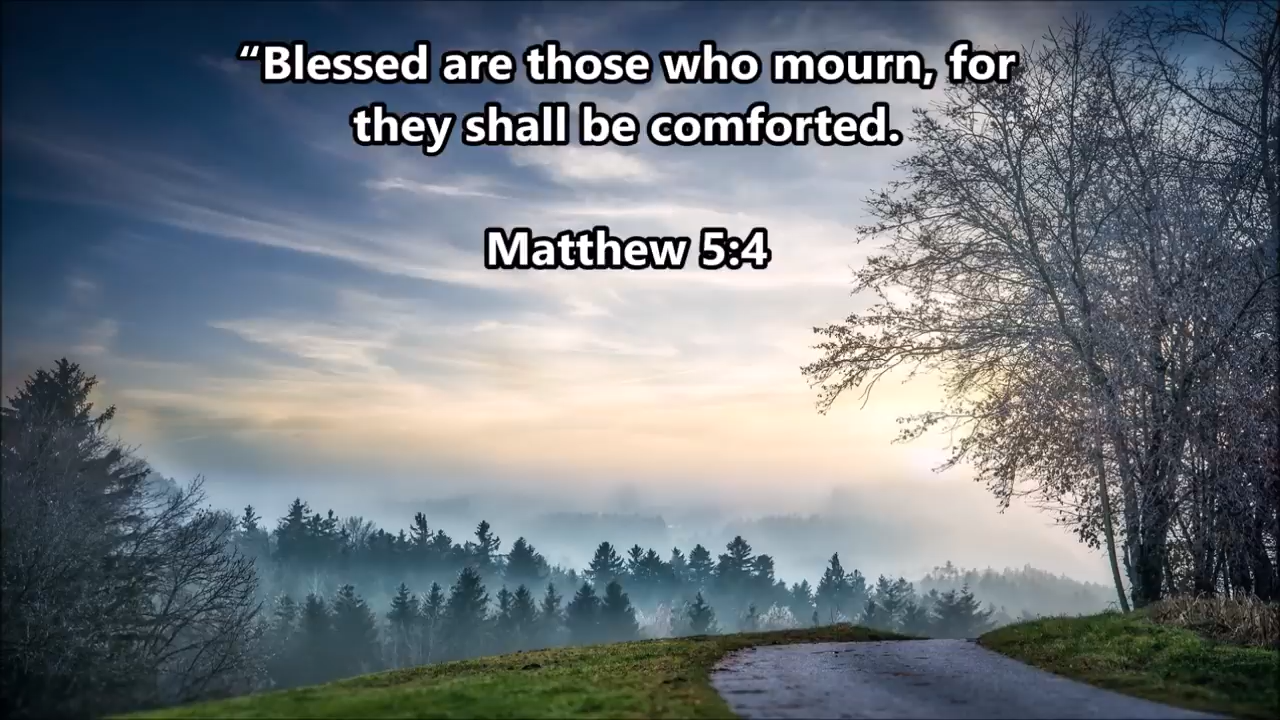 “Blessed are those who mourn, for
they shall be comforted.
Matthew 5:4